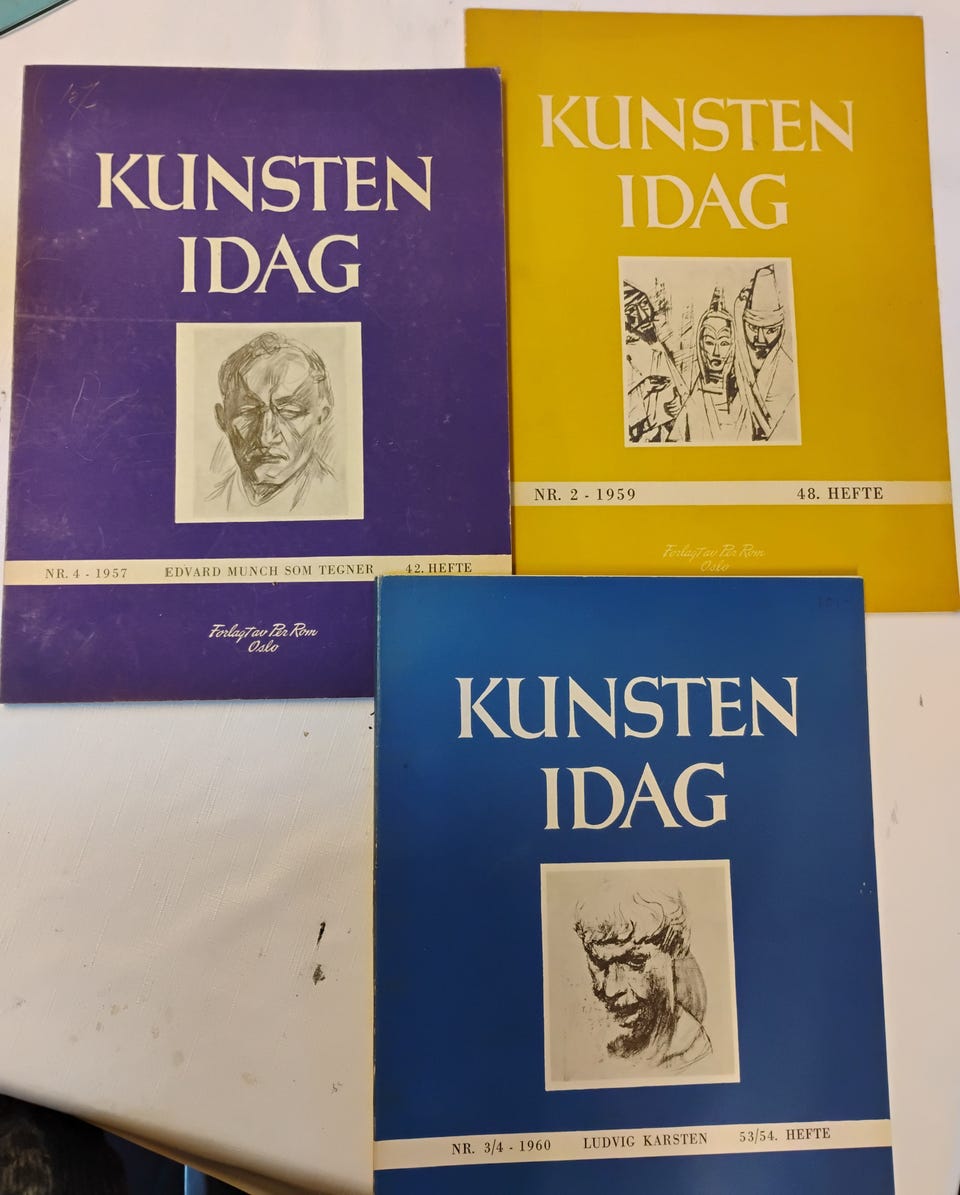 KUNSTEN
IDAG
NR. 4 - 1957 EDVARD MUNCH SOM TEGNER 42. HEFTE
Forlagt av Per Rom
Oslo
KUNSTEN
IDAG
NR. 2 - 1959 48. HEFTE
Forlagt av Per Rom
Oslo
KUNSTEN
IDAG
NR. 3/4 - 1960 LUDVIG KARSTEN 53/54. HEFTE